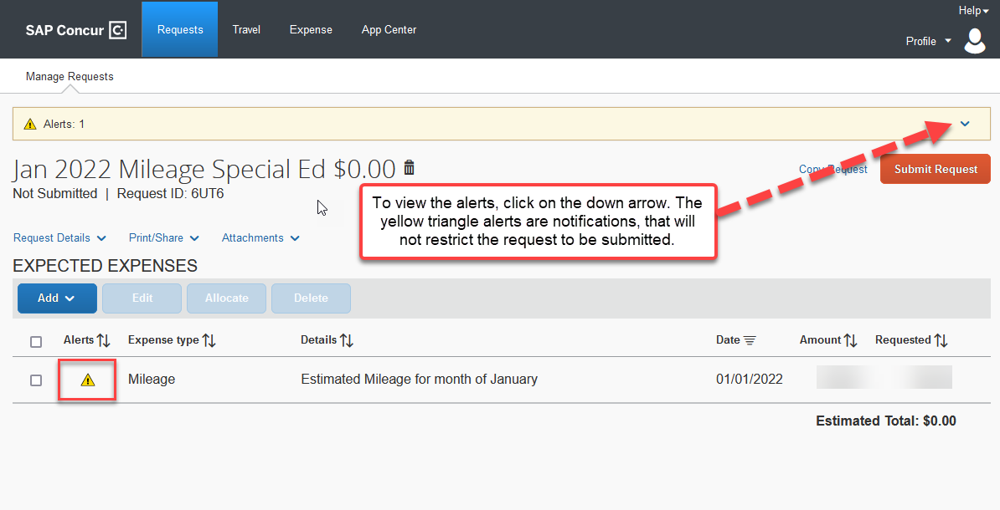 Help
SAP Concur C Requests Travel Expense App Center
Profile
Manage Requests
Alerts: 1
Jan 2022 Mileage Special Ed $0.00
Copy Request
Submit Request
Not Submitted | Request ID: 6UT6
To view the alerts, click on the down arrow. The
yellow triangle alerts are notifications, that will
not restrict the request to be submitted.
Request Details Print/Share Attachments
EXPECTED EXPENSES
Add Edit Allocate Delete
Alerts Expense type Details Date Amount Requested
Mileage Estimated Mileage for month of January 01/01/2022
Estimated Total: $0.00